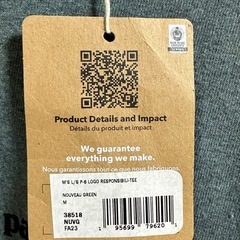 Product Details and Impact
Détails du produit et impact
We guarantee
everything we make.
Nous garantissons tout ce que nous fabriquons.
M'S L/S P-6 LOGO RESPONSIBILI-TEE
NOUVEAU GREEN
M
38518
NUVG
FA23
1 95699 79620 1
pa